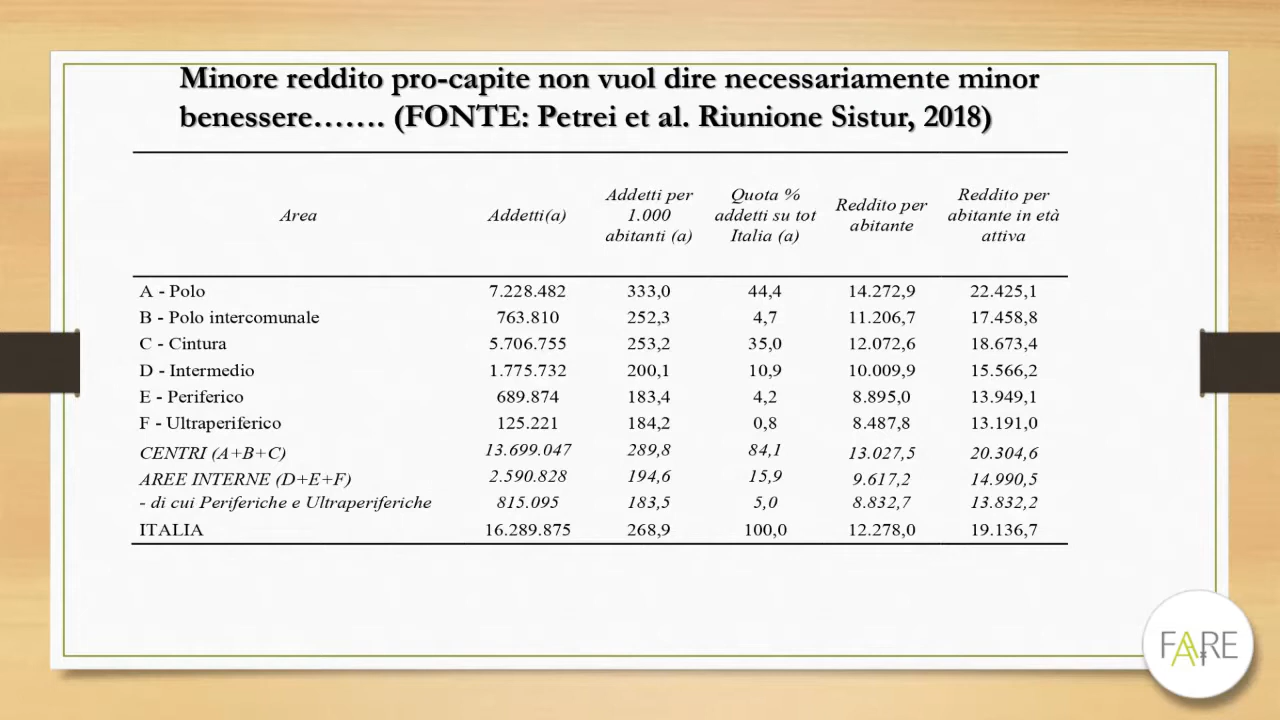 Minore reddito pro-capite non vuol dire necessariamente minor
benessere……. (FONTE: Petrei et al. Riunione Sistur, 2018)
Area Addetti(a) Addetti per 1.000 abitanti (a) Quota % addetti su tot Italia (a) Reddito per abitante Reddito per abitante in età attiva
A - Polo 7.228.482 333,0 44,4 14.272,9 22.425,1
B - Polo intercomunale 763.810 252,3 4,7 11.206,7 17.458,8
C - Cintura 5.706.755 253,2 35,0 12.072,6 18.673,4
D - Intermedio 1.775.732 200,1 10,9 10.009,9 15.566,2
E - Periferico 689.874 183,4 4,2 8.895,0 13.949,1
F - Ultraperiferico 125.221 184,2 0,8 8.487,8 13.191,0
CENTRI (A+B+C) 13.699.047 289,8 84,1 13.027,5 20.304,6
AREE INTERNE (D+E+F) 2.590.828 194,6 15,9 9.617,2 14.990,5
- di cui Periferiche e Ultraperiferiche 815.095 183,5 5,0 8.832,7 13.832,2
ITALIA 16.289.875 268,9 100,0 12.278,0 19.136,7
FARE